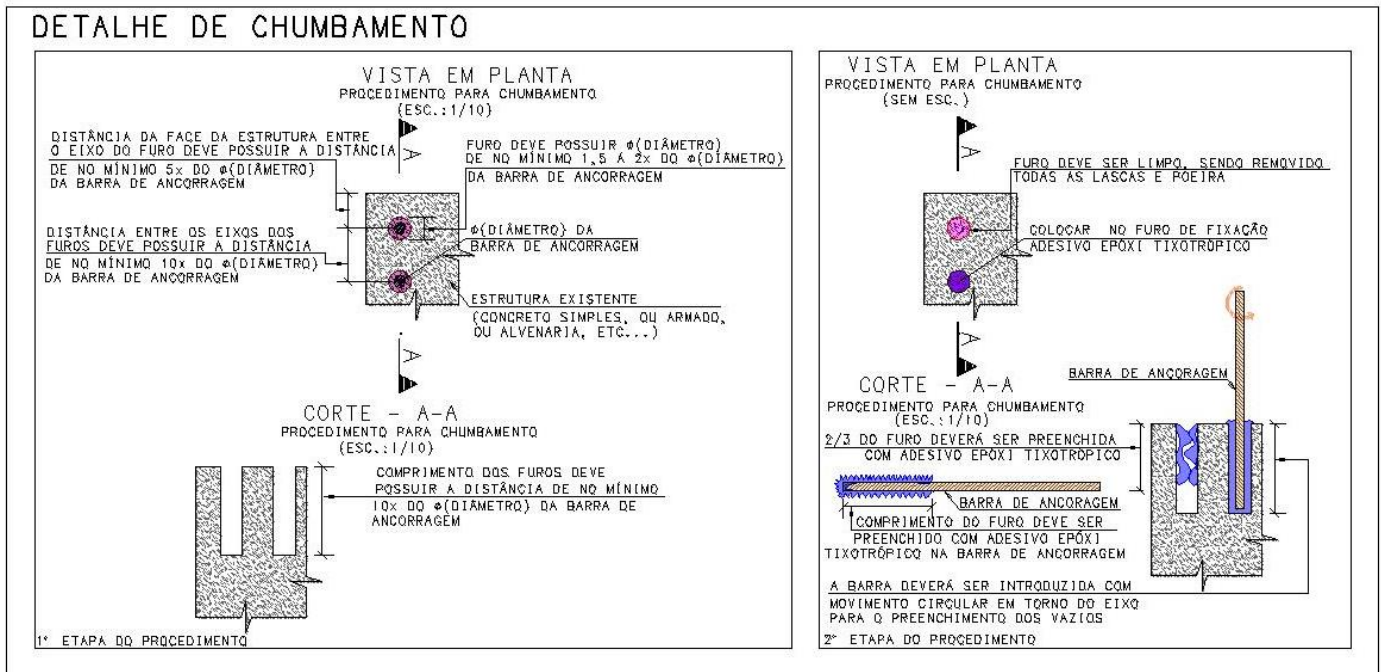 DETALHE DE CHUMBAMENTO
VISTA EM PLANTA
PROCEDIMENTO PARA CHUMBAMENTO
(ESC.:1/10)
A
DISTÂNCIA DA FACE DA ESTRUTURA ENTRE
O EIXO DO FURO DEVE POSSUIR A DISTÂNCIA
DE NO MÍNIMO 5x DO ø(DIÂMETRO)
DA BARRA DE ANCORRAGEM
FURO DEVE POSSUIR ø(DIÂMETRO)
DE NO MÍNIMO 1,5 A 2x DO ø(DIÂMETRO)
DA BARRA DE ANCORRAGEM
DISTÂNCIA ENTRE OS EIXOS DOS
FUROS DEVE POSSUIR A DISTÂNCIA
DE NO MÍNIMO 10x DO ø(DIÂMETRO)
DA BARRA DE ANCORRAGEM
ø(DIÂMETRO) DA
BARRA DE ANCORRAGEM
ESTRUTURA EXISTENTE
(CONCRETO SIMPLES, OU ARMADO,
OU ALVENARIA, ETC...)
A
CORTE - A-A
PROCEDIMENTO PARA CHUMBAMENTO
(ESC.:1/10)
COMPRIMENTO DOS FUROS DEVE
POSSUIR A DISTÂNCIA DE NO MÍNIMO
10x DO ø(DIÂMETRO) DA BARRA DE
ANCORRAGEM
1° ETAPA DO PROCEDIMENTO
VISTA EM PLANTA
PROCEDIMENTO PARA CHUMBAMENTO
(SEM ESC.)
A
FURO DEVE SER LIMPO, SENDO REMOVIDO
TODAS AS LASCAS E POEIRA
COLOCAR NO FURO DE FIXAÇÃO
ADESIVO EPÓXI TIXOTRÓPICO
A
BARRA DE ANCORAGEM
CORTE - A-A
PROCEDIMENTO PARA CHUMBAMENTO
(ESC.:1/10)
2/3 DO FURO DEVERÁ SER PREENCHIDA
COM ADESIVO EPÓXI TIXOTRÓPICO
BARRA DE ANCORAGEM
COMPRIMENTO DO FURO DEVE SER
PREENCHIDO COM ADESIVO EPÓXI
TIXOTRÓPICO NA BARRA DE ANCORRAGEM
A BARRA DEVERÁ SER INTRODUZIDA COM
MOVIMENTO CIRCULAR EM TORNO DO EIXO
PARA O PREENCHIMENTO DOS VAZIOS
2° ETAPA DO PROCEDIMENTO